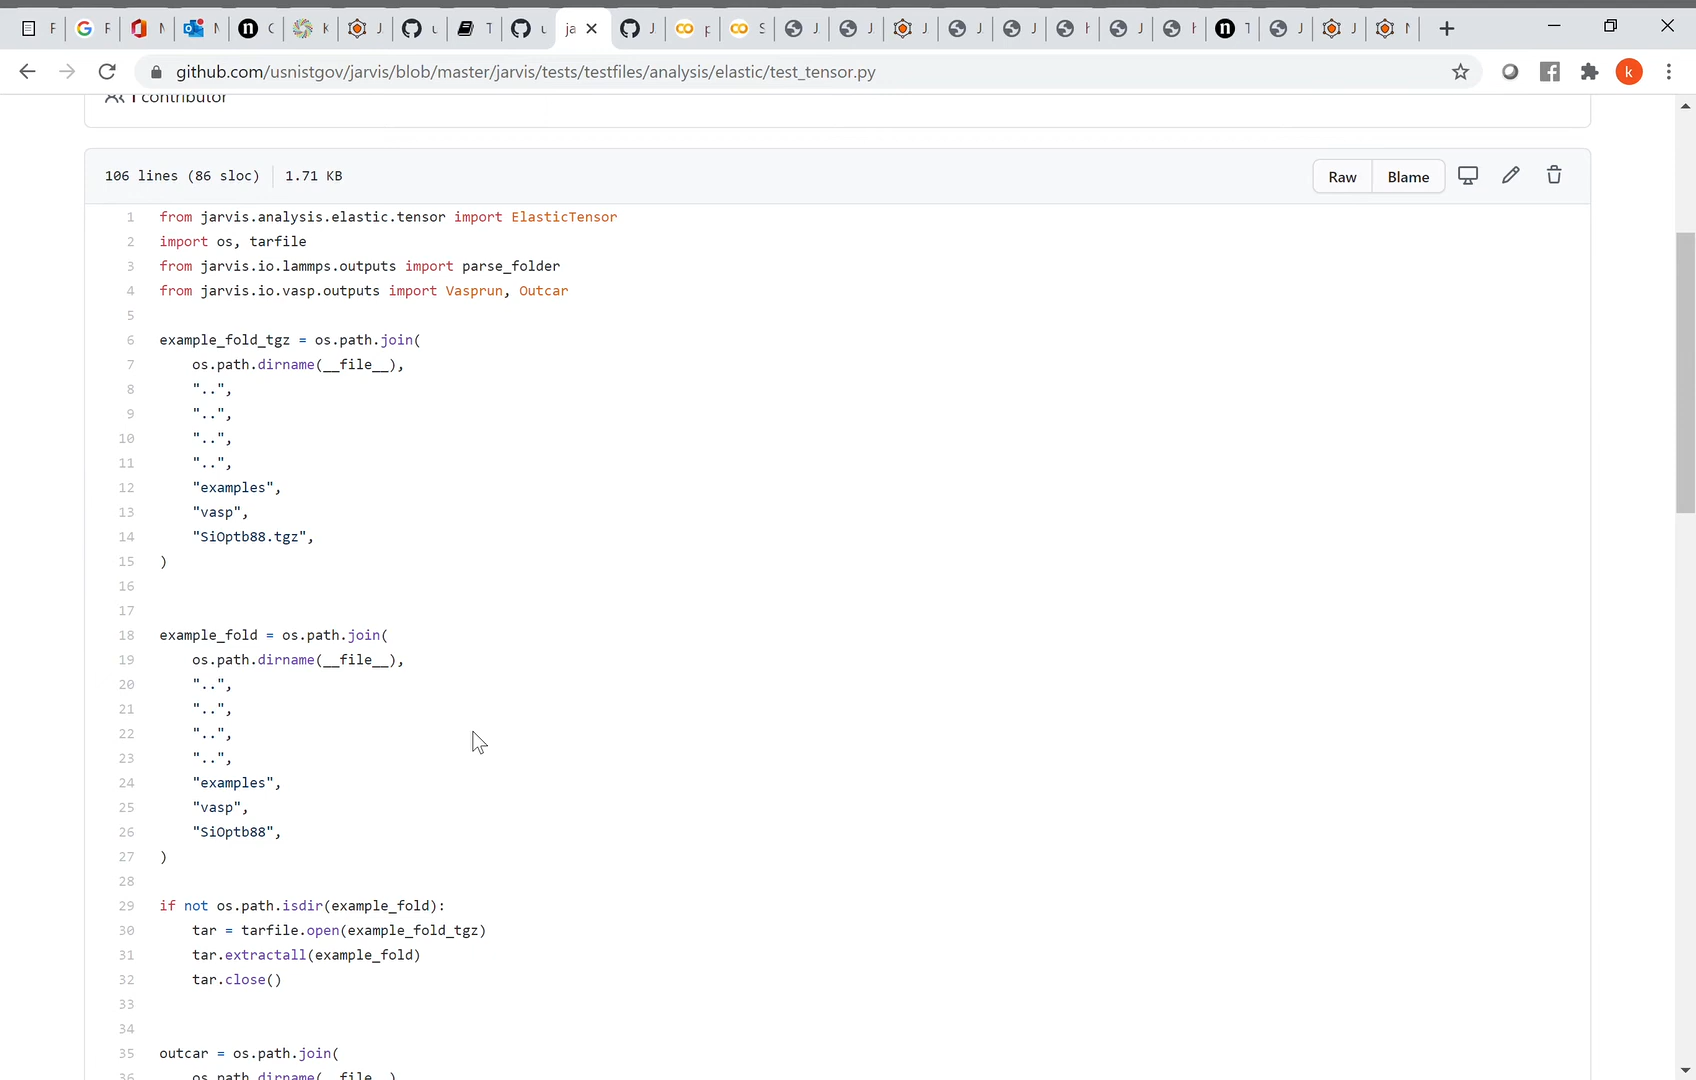 github.com/usnistgov/jarvis/blob/master/jarvis/tests/testfiles/analysis/elastic/test_tensor.py
k
1 contributor
106 lines (86 sloc) 1.71 KB
Raw Blame
1 from jarvis.analysis.elastic.tensor import ElasticTensor
2 import os, tarfile
3 from jarvis.io.lammps.outputs import parse_folder
4 from jarvis.io.vasp.outputs import Vasprun, Outcar
5
6 example_fold_tgz = os.path.join(
7 os.path.dirname(__file__),
8 "..",
9 "..",
10 "..",
11 "..",
12 "examples",
13 "vasp",
14 "SiOptb88.tgz",
15 )
16
17
18 example_fold = os.path.join(
19 os.path.dirname(__file__),
20 "..",
21 "..",
22 "..",
23 "..",
24 "examples",
25 "vasp",
26 "SiOptb88",
27 )
28
29 if not os.path.isdir(example_fold):
30 tar = tarfile.open(example_fold_tgz)
31 tar.extractall(example_fold)
32 tar.close()
33
34
35 outcar = os.path.join(
36 os.path.dirname(__file__)